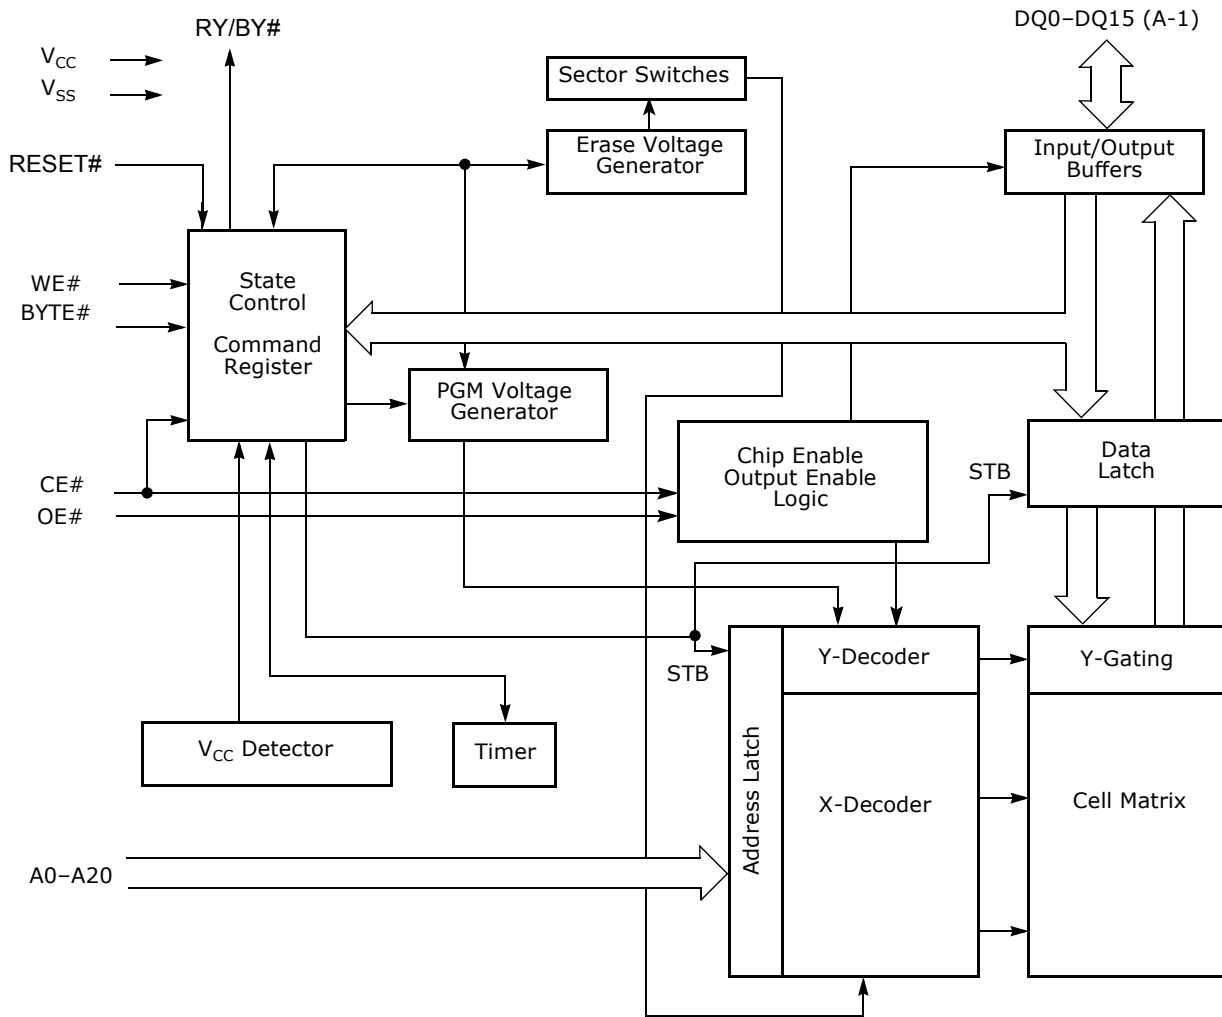 RY/BY#
DQ0–DQ15 (A-1)
VCC
VSS
Sector Switches
Erase Voltage
Generator
Input/Output
Buffers
RESET#
WE#
BYTE#
State
Control
Command
Register
PGM Voltage
Generator
Chip Enable
Output Enable
Logic
Data
Latch
STB
CE#
OE#
STB
Y-Decoder
Y-Gating
VCC Detector
Timer
Address Latch
X-Decoder
Cell Matrix
A0–A20